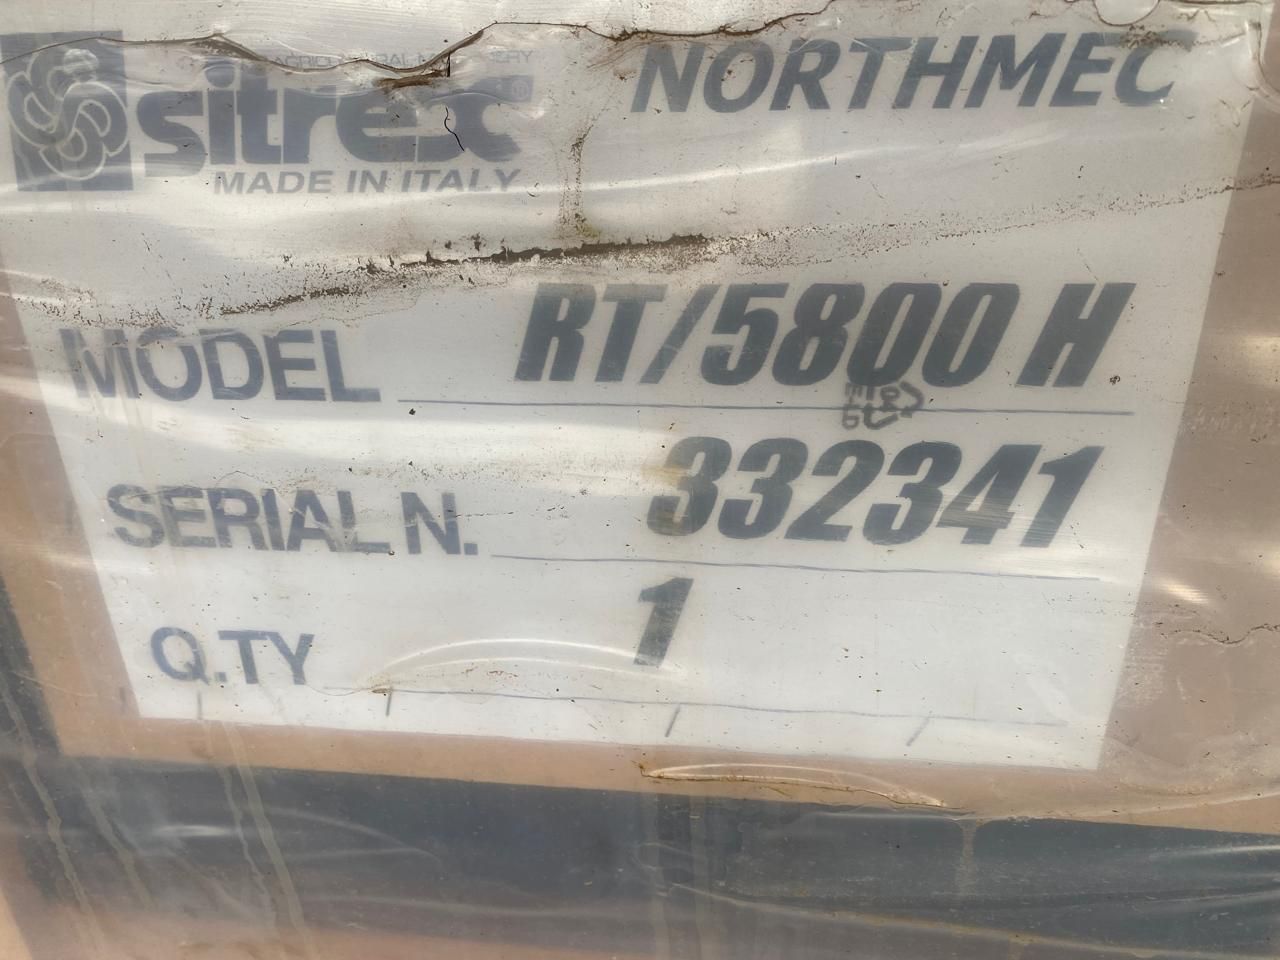 sitrex ®
NORTHMEC
MADE IN ITALY
MODEL RT/5800 H
SERIAL N. 332341
Q.TY 1